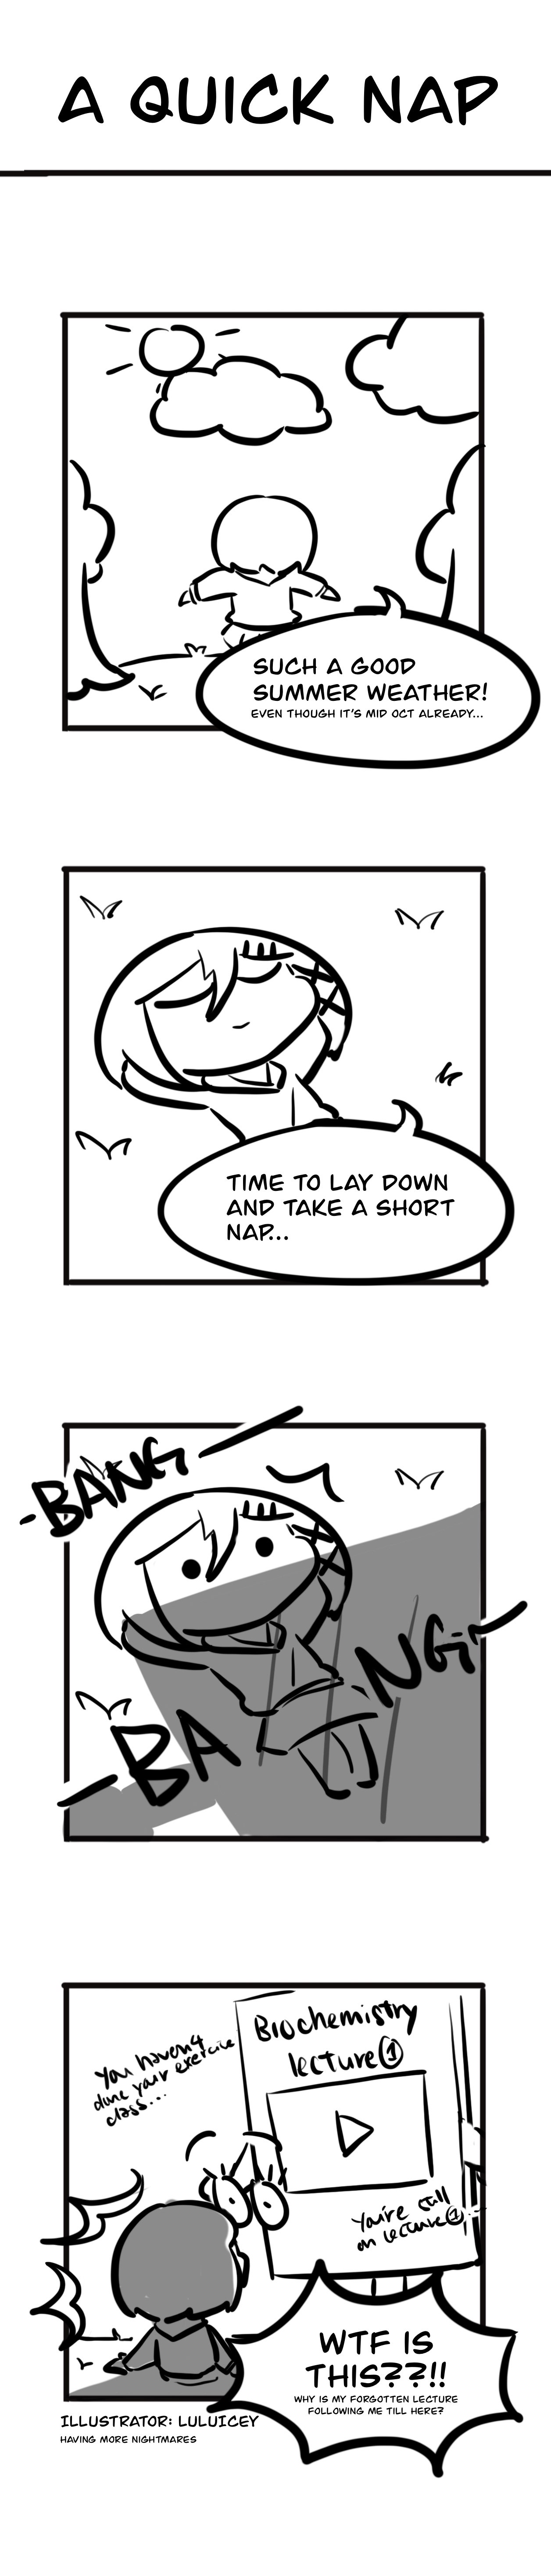 A QUICK NAP
SUCH A GOOD
SUMMER WEATHER!
EVEN THOUGH IT'S MID OCT ALREADY...
TIME TO LAY DOWN
AND TAKE A SHORT
NAP...
-BANG-
-BANG-
You haven't
done your exercise
class...
Biochemistry
lecture①
You're still
on lecture①...
WTF IS
THIS??!!
WHY IS MY FORGOTTEN LECTURE
FOLLOWING ME TILL HERE?
ILLUSTRATOR: LULUICEY
HAVING MORE NIGHTMARES